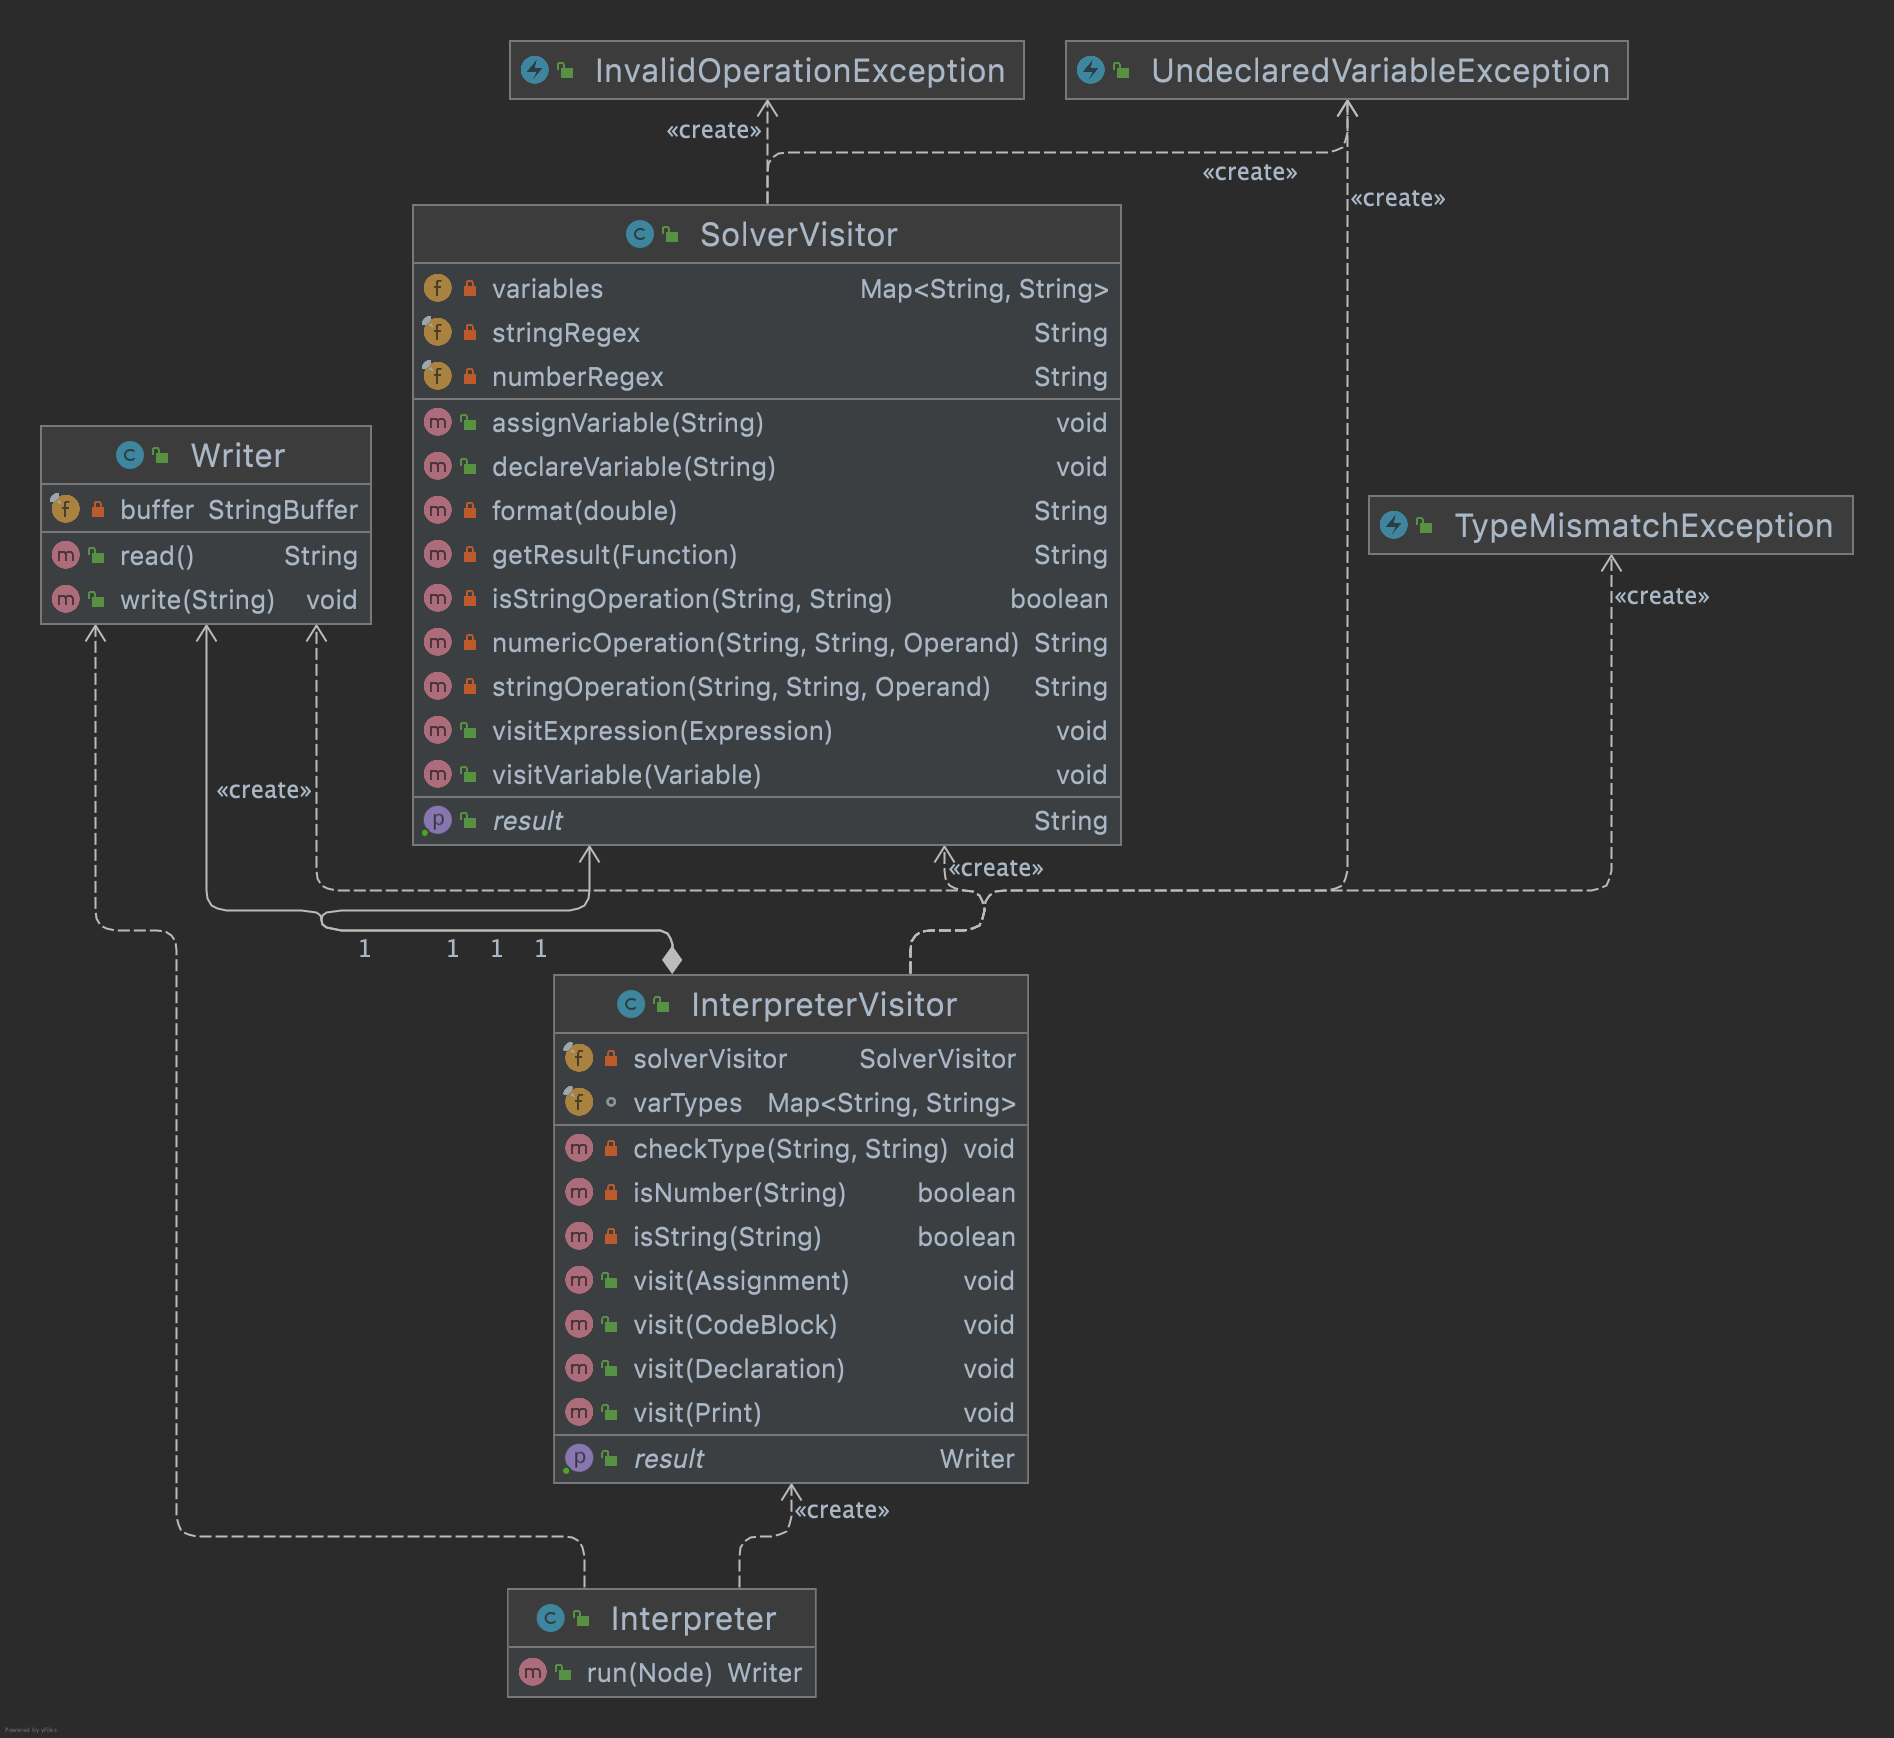 InvalidOperationException
UndeclaredVariableException
«create»
«create»
«create»
SolverVisitor
variables Map<String, String>
stringRegex String
numberRegex String
assignVariable(String) void
declareVariable(String) void
format(double) String
getResult(Function) String
isStringOperation(String, String) boolean
numericOperation(String, String, Operand) String
stringOperation(String, String, Operand) String
visitExpression(Expression) void
visitVariable(Variable) void
result String
Writer
buffer StringBuffer
read() String
write(String) void
TypeMismatchException
«create»
«create»
«create»
1 1 1 1
InterpreterVisitor
solverVisitor SolverVisitor
varTypes Map<String, String>
checkType(String, String) void
isNumber(String) boolean
isString(String) boolean
visit(Assignment) void
visit(CodeBlock) void
visit(Declaration) void
visit(Print) void
result Writer
«create»
Interpreter
run(Node) Writer
Powered by yFiles